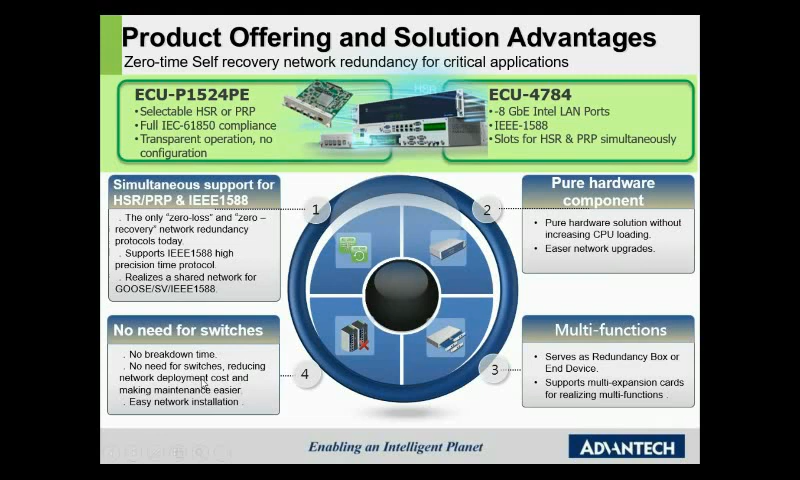 Product Offering and Solution Advantages
Zero-time Self recovery network redundancy for critical applications
ECU-P1524PE
•Selectable HSR or PRP
•Full IEC-61850 compliance
•Transparent operation, no
configuration
ECU-4784
•-8 GbE Intel LAN Ports
•IEEE-1588
•Slots for HSR & PRP simultaneously
Simultaneous support for
HSR/PRP & IEEE1588
. The only “zero-loss” and “zero –
recovery” network redundancy
protocols today.
. Supports IEEE1588 high
precision time protocol.
. Realizes a shared network for
GOOSE/SV/IEEE1588.
1
2
Pure hardware
component
• Pure hardware solution without
increasing CPU loading.
• Easer network upgrades.
No need for switches
. No breakdown time.
. No need for switches, reducing
network deployment cost and
making maintenance easier.
. Easy network installation .
4
3
Multi-functions
• Serves as Redundancy Box or
End Device.
• Supports multi-expansion cards
for realizing multi-functions .
Enabling an Intelligent Planet
ADVANTECH